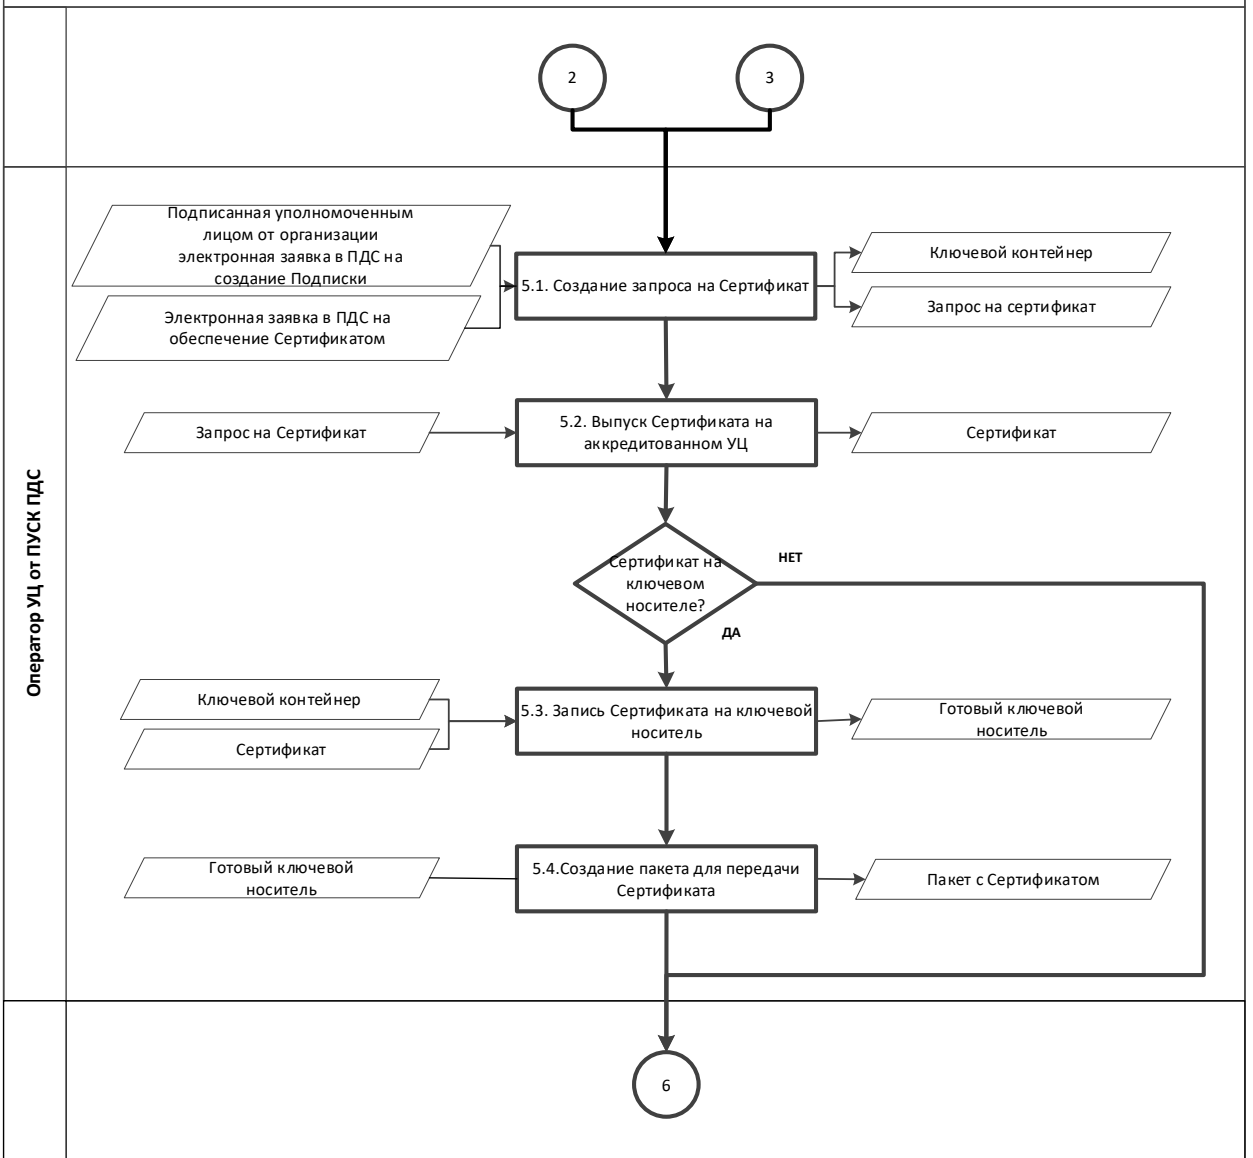 2
3
Оператор УЦ от ПУСК ПДС
Подписанная уполномоченным
лицом от организации
электронная заявка в ПДС на
создание Подписки
Электронная заявка в ПДС на
обеспечение Сертификатом
5.1. Создание запроса на Сертификат
Ключевой контейнер
Запрос на сертификат
Запрос на Сертификат
5.2. Выпуск Сертификата на
аккредитованном УЦ
Сертификат
Сертификат на
ключевом
носителе?
НЕТ
ДА
Ключевой контейнер
Сертификат
5.3. Запись Сертификата на ключевой
носитель
Готовый ключевой
носитель
Готовый ключевой
носитель
5.4.Создание пакета для передачи
Сертификата
Пакет с Сертификатом
6